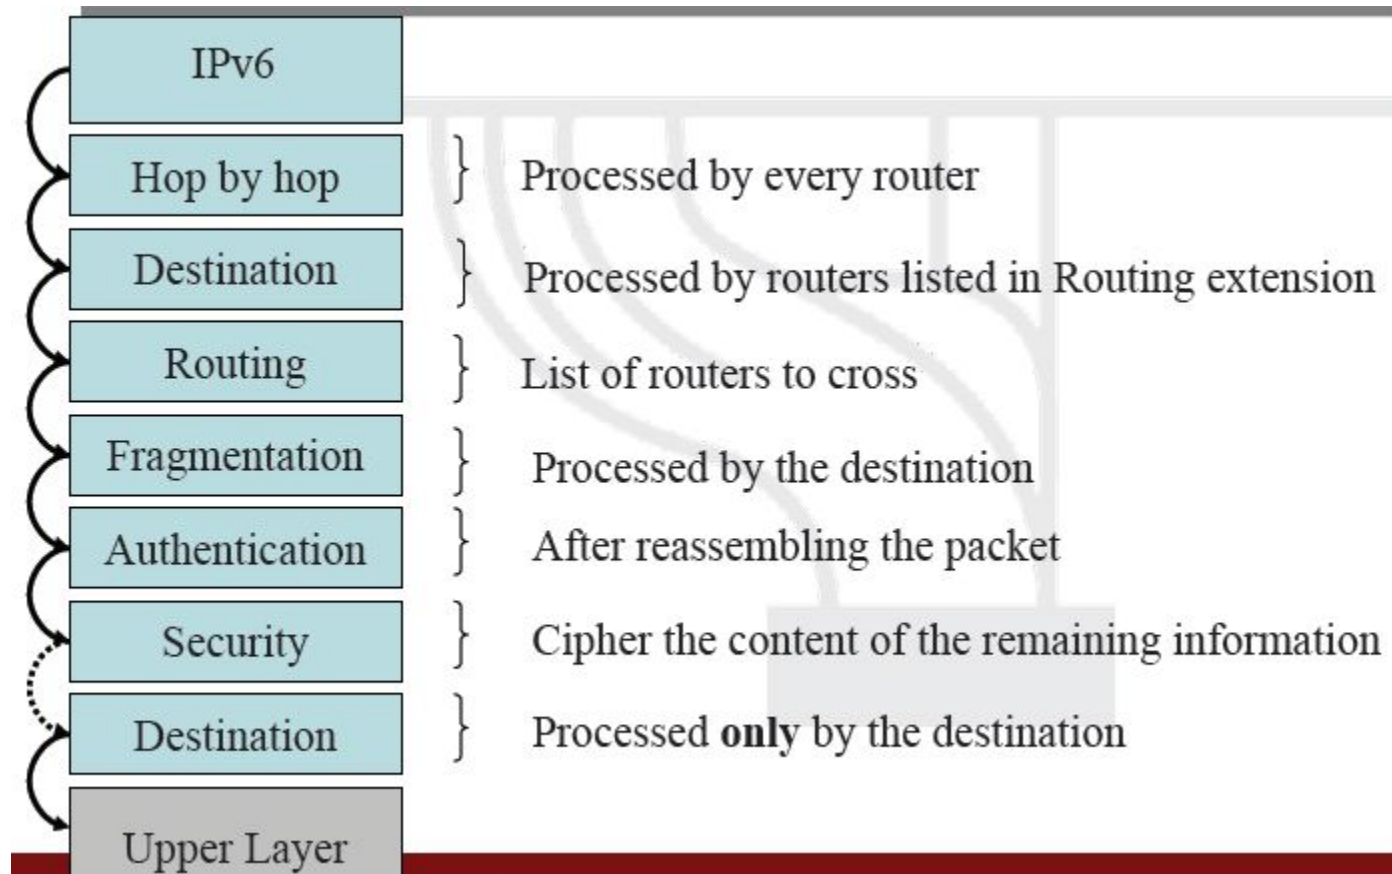 IPv6
Hop by hop } Processed by every router
Destination } Processed by routers listed in Routing extension
Routing } List of routers to cross
Fragmentation } Processed by the destination
Authentication } After reassembling the packet
Security } Cipher the content of the remaining information
Destination } Processed only by the destination
Upper Layer